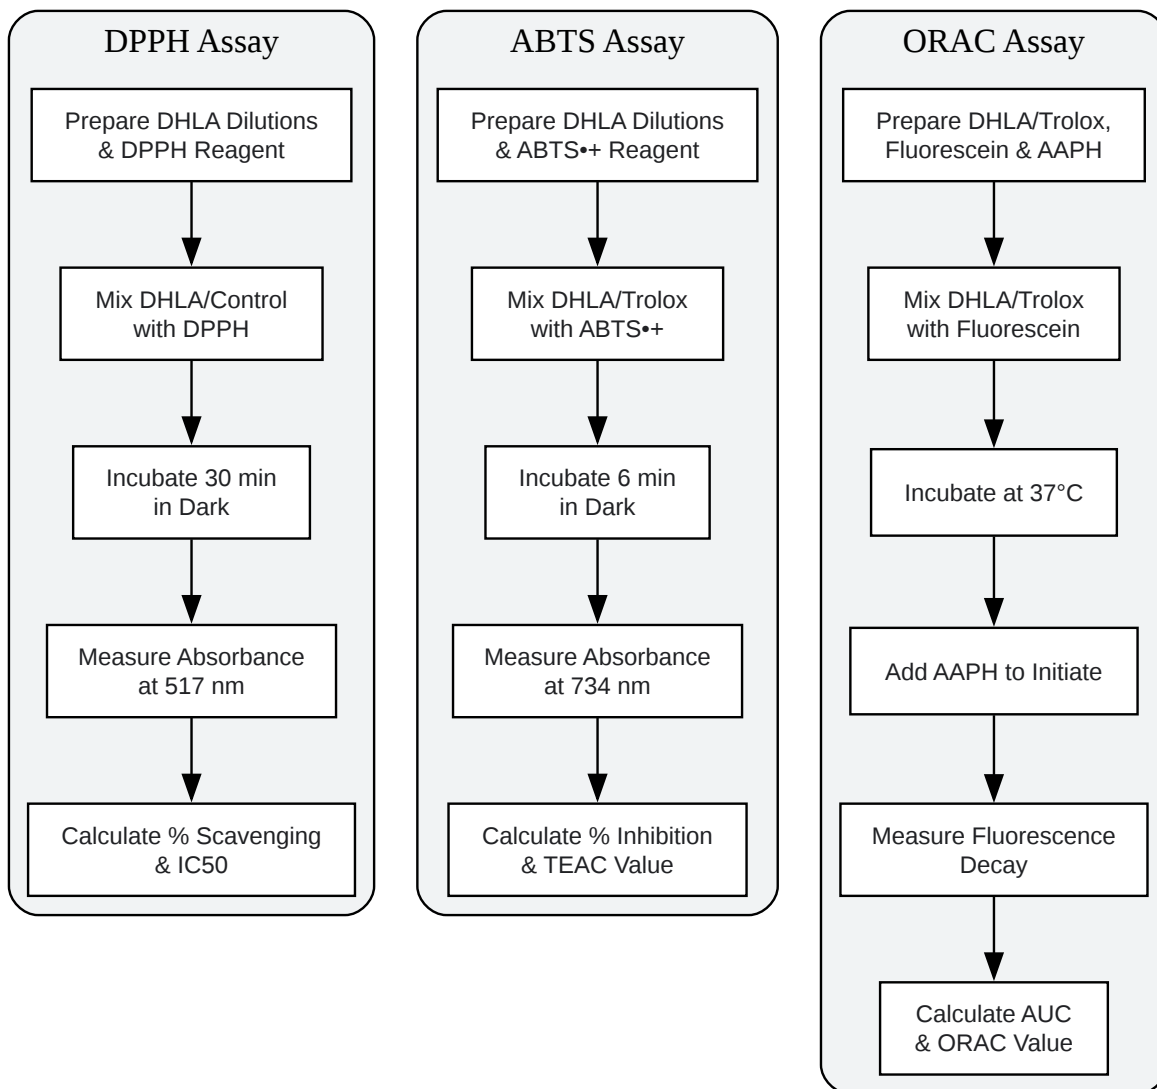 DPPH Assay
Prepare DHLA Dilutions
& DPPH Reagent
Mix DHLA/Control
with DPPH
Incubate 30 min
in Dark
Measure Absorbance
at 517 nm
Calculate % Scavenging
& IC50
ABTS Assay
Prepare DHLA Dilutions
& ABTS•+ Reagent
Mix DHLA/Trolox
with ABTS•+
Incubate 6 min
in Dark
Measure Absorbance
at 734 nm
Calculate % Inhibition
& TEAC Value
ORAC Assay
Prepare DHLA/Trolox,
Fluorescein & AAPH
Mix DHLA/Trolox
with Fluorescein
Incubate at 37°C
Add AAPH to Initiate
Measure Fluorescence
Decay
Calculate AUC
& ORAC Value